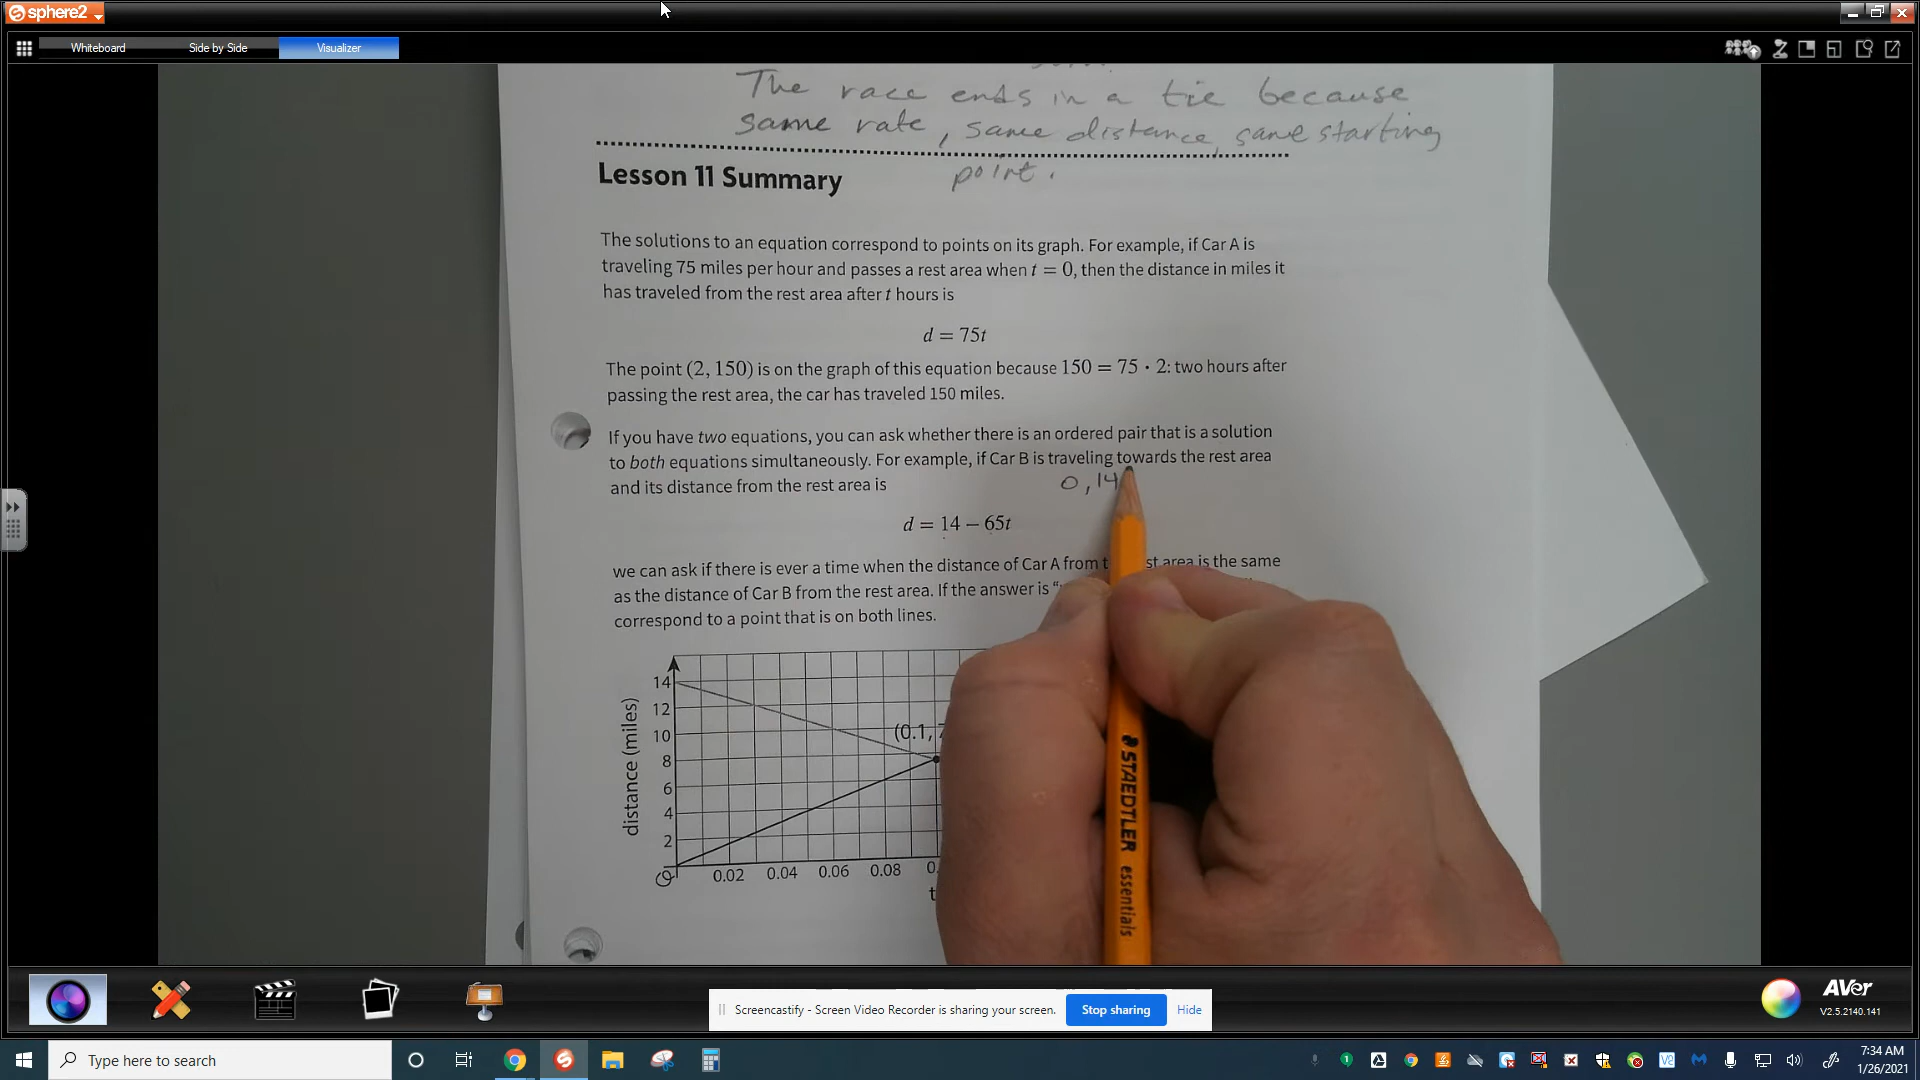 sphere2
Whiteboard
Side by Side
Visualizer
The race ends in a tie because
same rate, same distance, same starting
point.
Lesson 11 Summary
The solutions to an equation correspond to points on its graph. For example, if Car A is
traveling 75 miles per hour and passes a rest area when t = 0, then the distance in miles it
has traveled from the rest area after t hours is
d = 75t
The point (2, 150) is on the graph of this equation because 150 = 75 · 2: two hours after
passing the rest area, the car has traveled 150 miles.
If you have two equations, you can ask whether there is an ordered pair that is a solution
to both equations simultaneously. For example, if Car B is traveling towards the rest area
and its distance from the rest area is
0, 14
d = 14 – 65t
we can ask if there is ever a time when the distance of Car A from st area is the same
as the distance of Car B from the rest area. If the answer is "
correspond to a point that is on both lines.
14
12
10
8
6
4
2
0
distance (miles)
(0.1, 7
0.02 0.04 0.06 0.08 0.
t
STAEDTLER essentials
Screencastify - Screen Video Recorder is sharing your screen.
Stop sharing
Hide
AVer
V2.5.2140.141
Type here to search
7:34 AM
1/26/2021